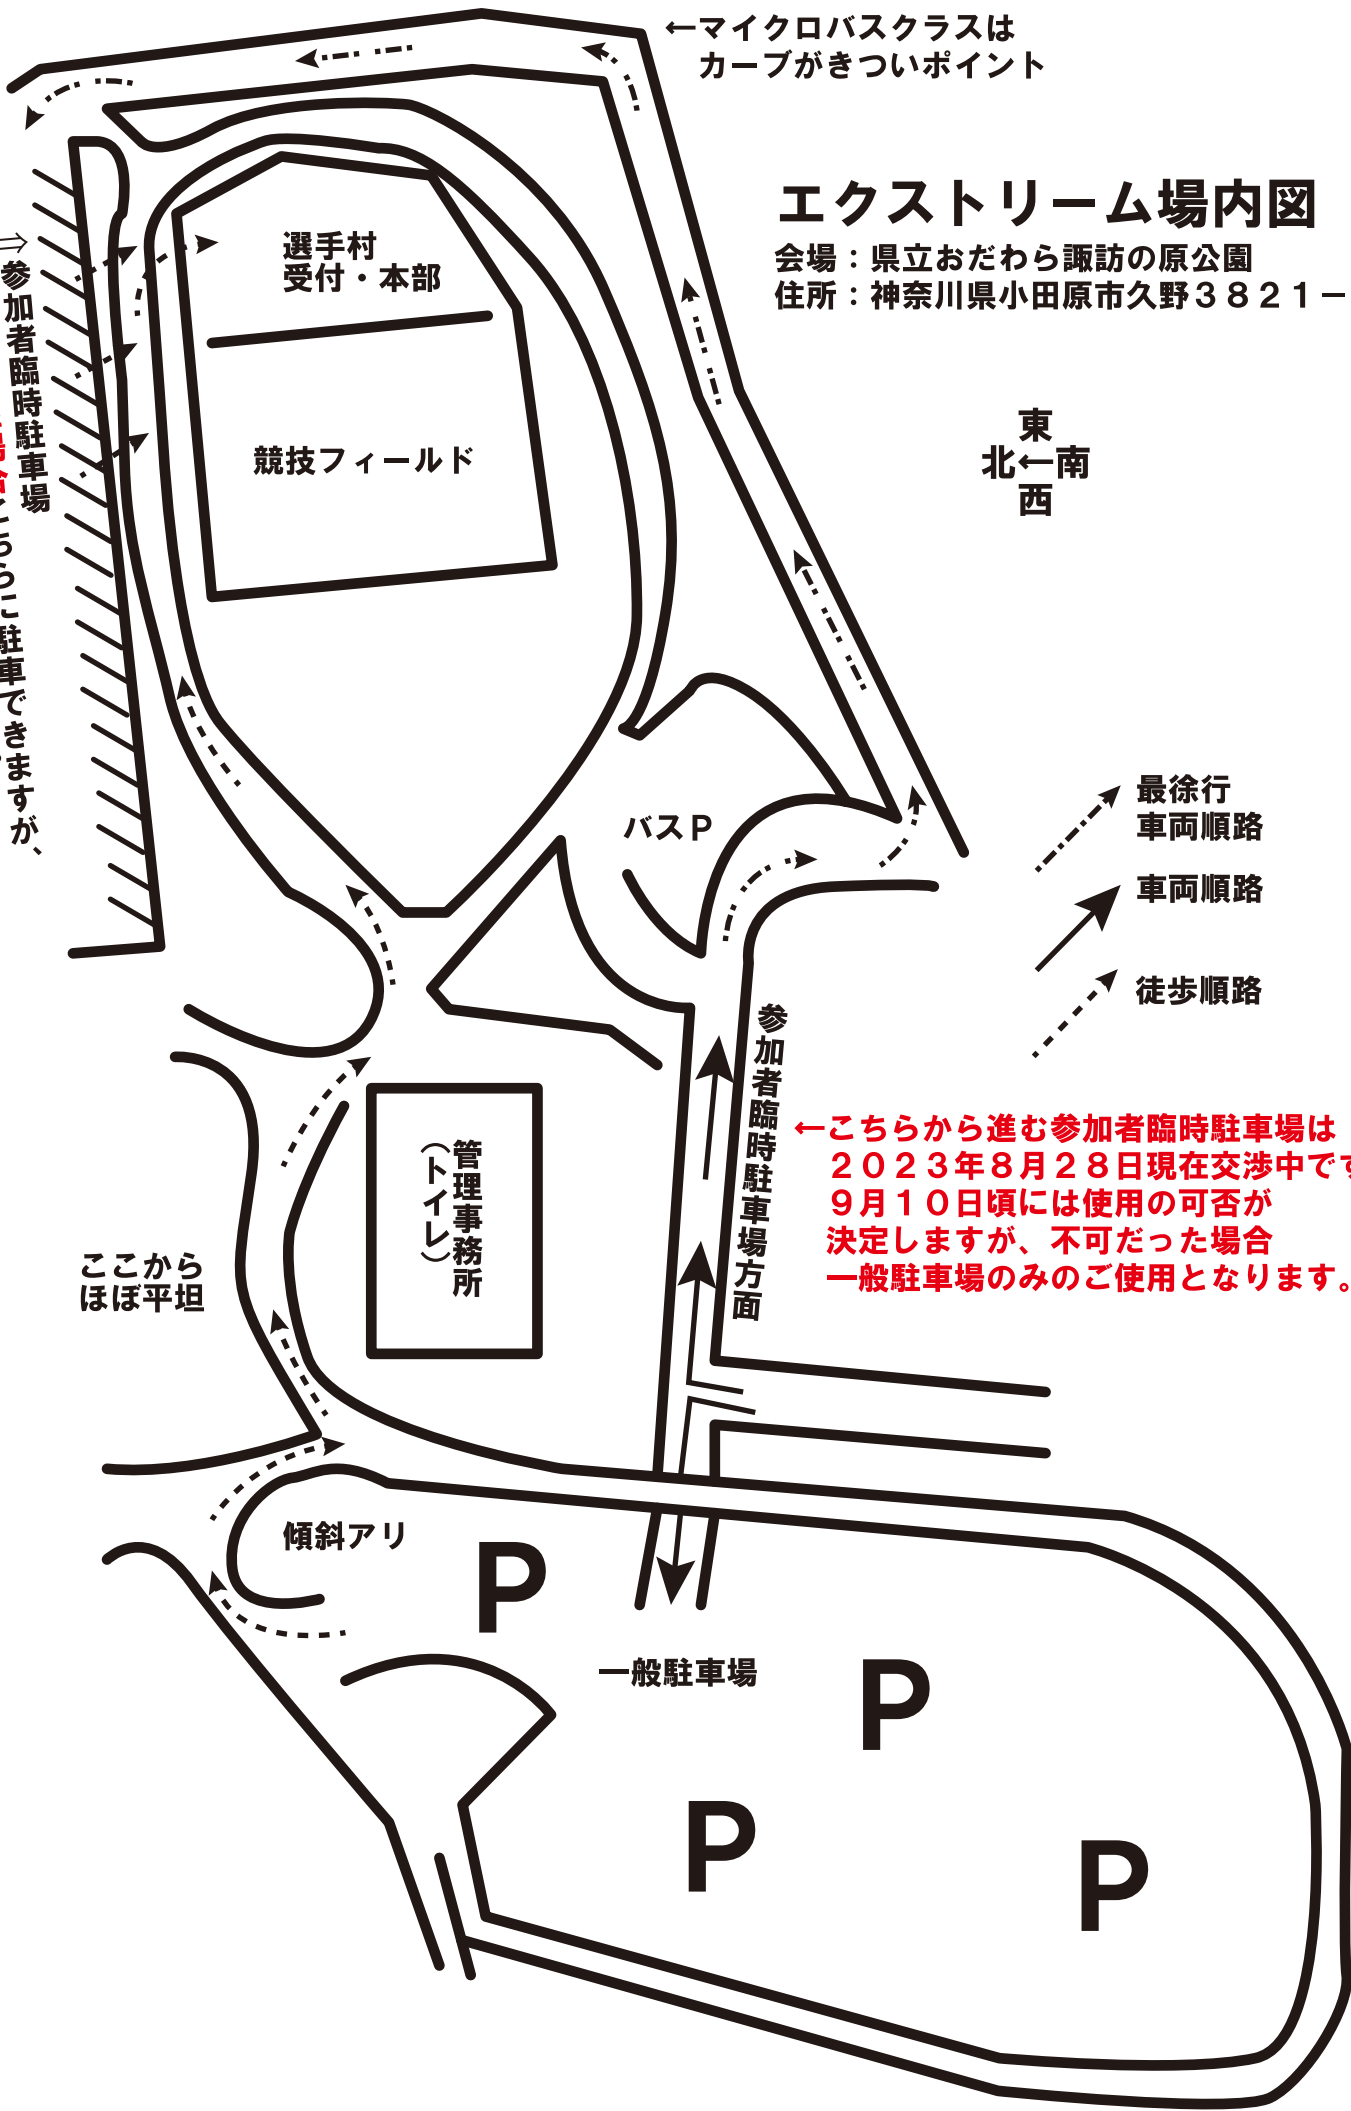 ←マイクロバスクラスは
カーブがきついポイント
エクストリーム場内図
会場：県立おだわら諏訪の原公園
住所：神奈川県小田原市久野３８２１－
選手村
受付・本部
競技フィールド
⇒参加者臨時駐車場
こちらに駐車できますが、
東
北←南
西
バスＰ
最徐行
車両順路
車両順路
徒歩順路
参加者臨時駐車場方面
←こちらから進む参加者臨時駐車場は
２０２３年８月２８日現在交渉中です
９月１０日頃には使用の可否が
決定しますが、不可だった場合
一般駐車場のみのご使用となります。
管理事務所
（トイレ）
ここから
ほぼ平坦
傾斜アリ
P
一般駐車場
P
P
P